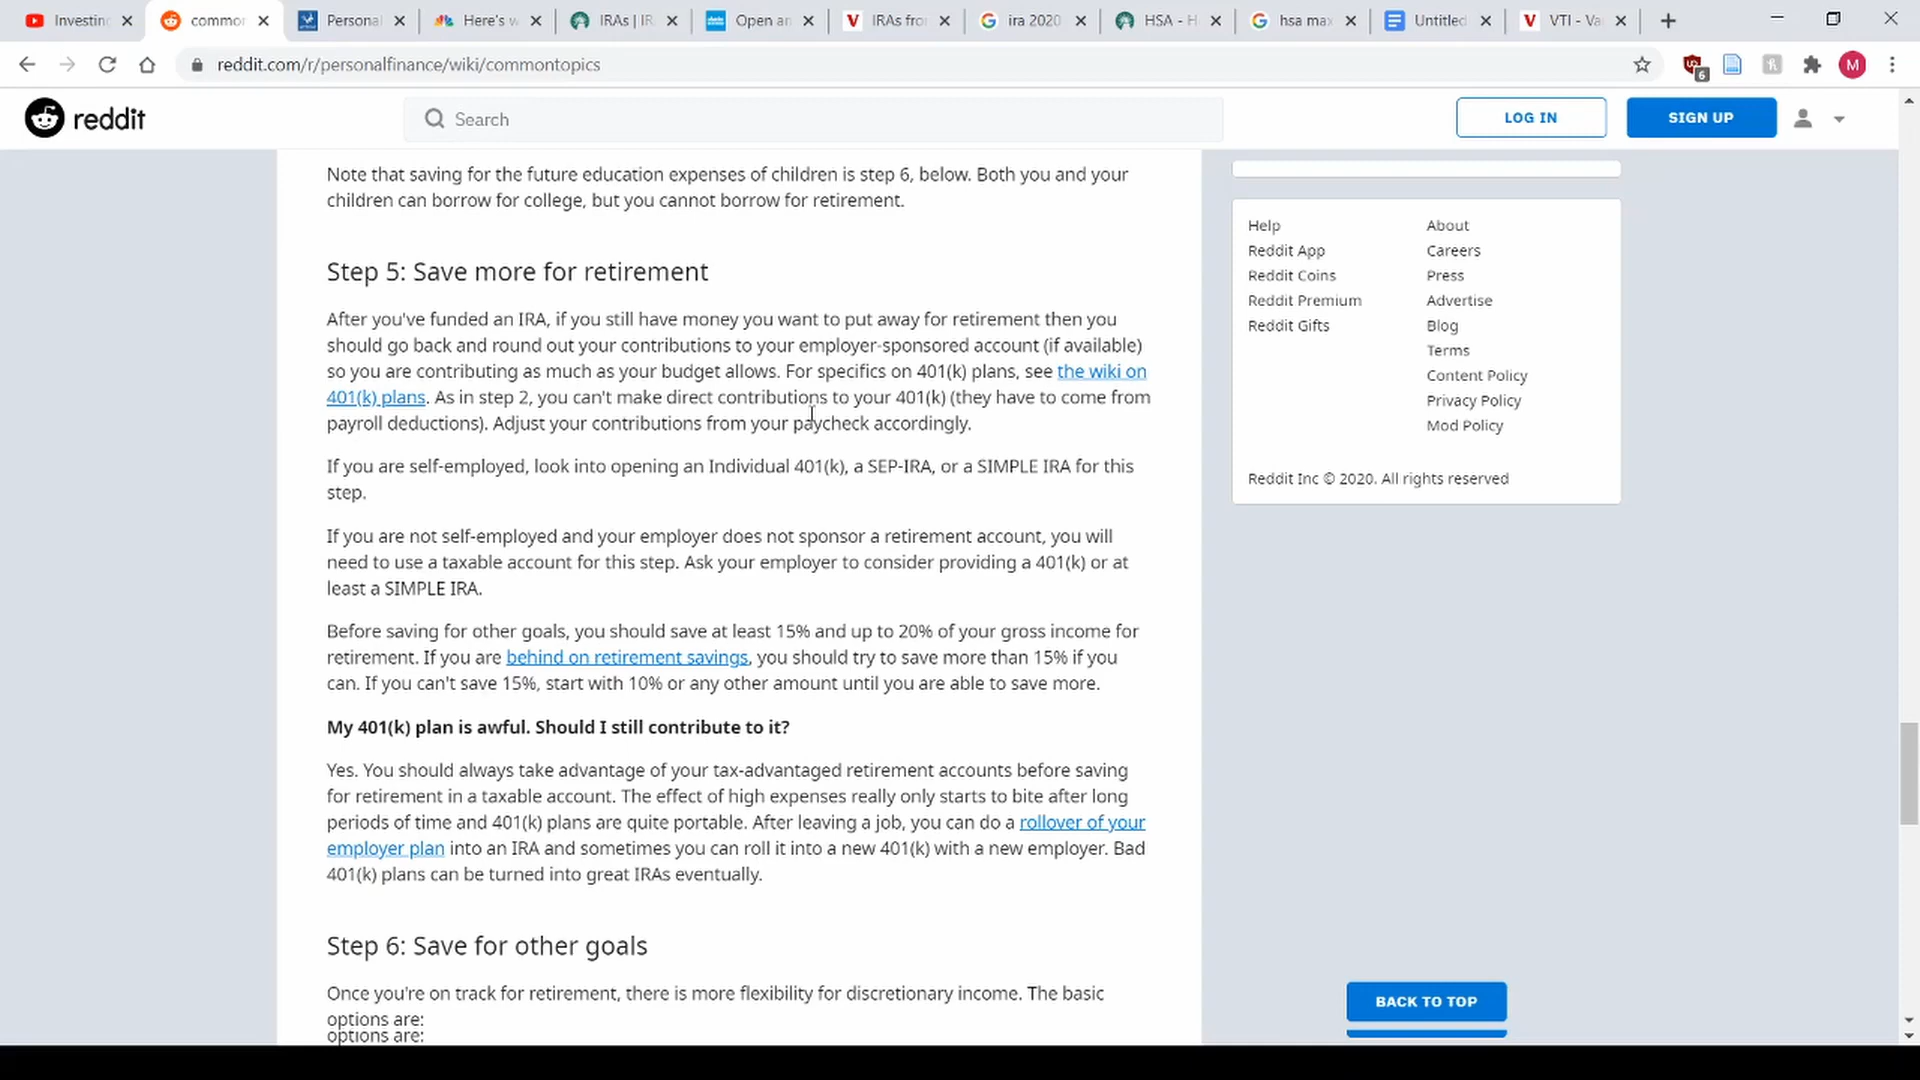 Investin
commor
Personal
Here's w
IRAs | IR
Open an
IRAs fro
ira 2020
HSA - H
hsa max
Untitled
VTI - Va
reddit.com/r/personalfinance/wiki/commontopics
6
M
reddit
Search
LOG IN
SIGN UP
Note that saving for the future education expenses of children is step 6, below. Both you and your
children can borrow for college, but you cannot borrow for retirement.
Step 5: Save more for retirement
After you've funded an IRA, if you still have money you want to put away for retirement then you
should go back and round out your contributions to your employer-sponsored account (if available)
so you are contributing as much as your budget allows. For specifics on 401(k) plans, see the wiki on
401(k) plans. As in step 2, you can't make direct contributions to your 401(k) (they have to come from
payroll deductions). Adjust your contributions from your paycheck accordingly.
If you are self-employed, look into opening an Individual 401(k), a SEP-IRA, or a SIMPLE IRA for this
step.
If you are not self-employed and your employer does not sponsor a retirement account, you will
need to use a taxable account for this step. Ask your employer to consider providing a 401(k) or at
least a SIMPLE IRA.
Before saving for other goals, you should save at least 15% and up to 20% of your gross income for
retirement. If you are behind on retirement savings, you should try to save more than 15% if you
can. If you can't save 15%, start with 10% or any other amount until you are able to save more.
My 401(k) plan is awful. Should I still contribute to it?
Yes. You should always take advantage of your tax-advantaged retirement accounts before saving
for retirement in a taxable account. The effect of high expenses really only starts to bite after long
periods of time and 401(k) plans are quite portable. After leaving a job, you can do a rollover of your
employer plan into an IRA and sometimes you can roll it into a new 401(k) with a new employer. Bad
401(k) plans can be turned into great IRAs eventually.
Step 6: Save for other goals
Once you're on track for retirement, there is more flexibility for discretionary income. The basic
options are:
options are:
Help
Reddit App
Reddit Coins
Reddit Premium
Reddit Gifts
About
Careers
Press
Advertise
Blog
Terms
Content Policy
Privacy Policy
Mod Policy
Reddit Inc © 2020. All rights reserved
BACK TO TOP